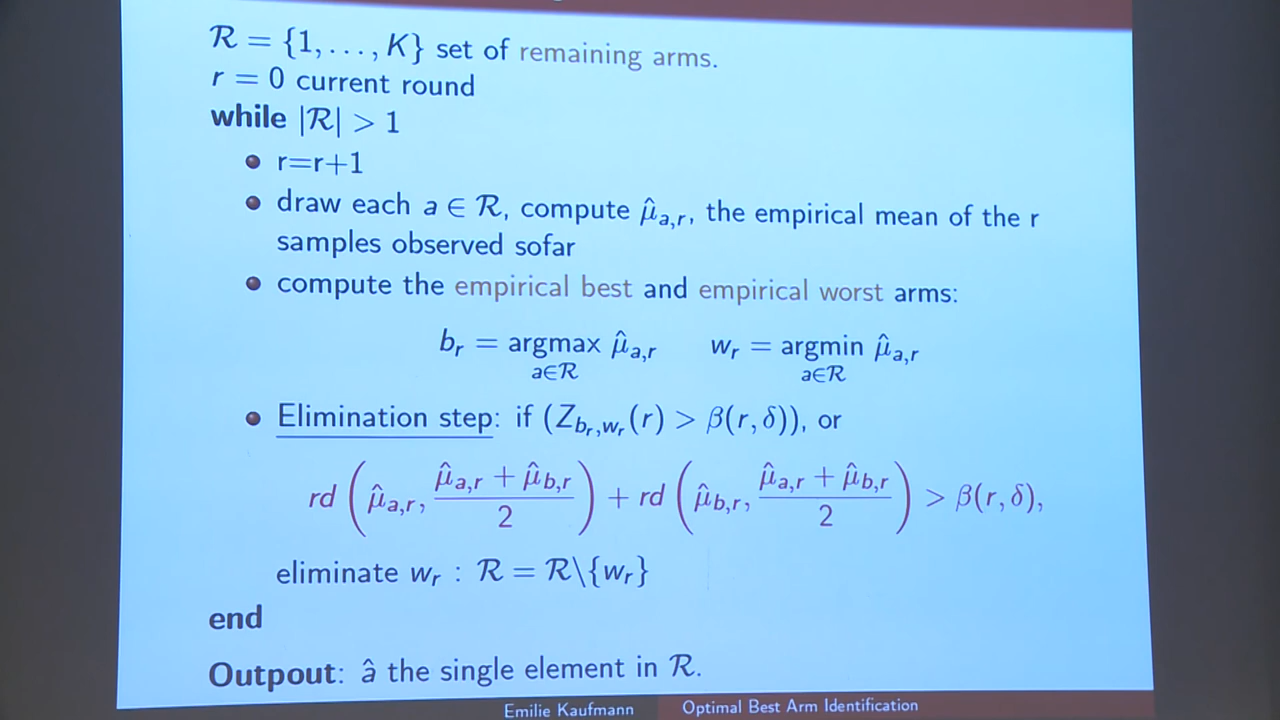 ℛ = {1, . . . , K} set of remaining arms.
r = 0 current round
while |ℛ| > 1
r=r+1
draw each a ∈ ℛ, compute μ̂_{a,r}, the empirical mean of the r
samples observed sofar
compute the empirical best and empirical worst arms:
b_r = argmax_{a∈ℛ} μ̂_{a,r}    w_r = argmin_{a∈ℛ} μ̂_{a,r}
Elimination step: if (Z_{b_r,w_r}(r) > β(r, δ)), or
rd(μ̂_{a,r}, (μ̂_{a,r} + μ̂_{b,r})/2) + rd(μ̂_{b,r}, (μ̂_{a,r} + μ̂_{b,r})/2) > β(r, δ),
eliminate w_r : ℛ = ℛ\{w_r}
end
Outpout: â the single element in ℛ.
Emilie Kaufmann    Optimal Best Arm Identification